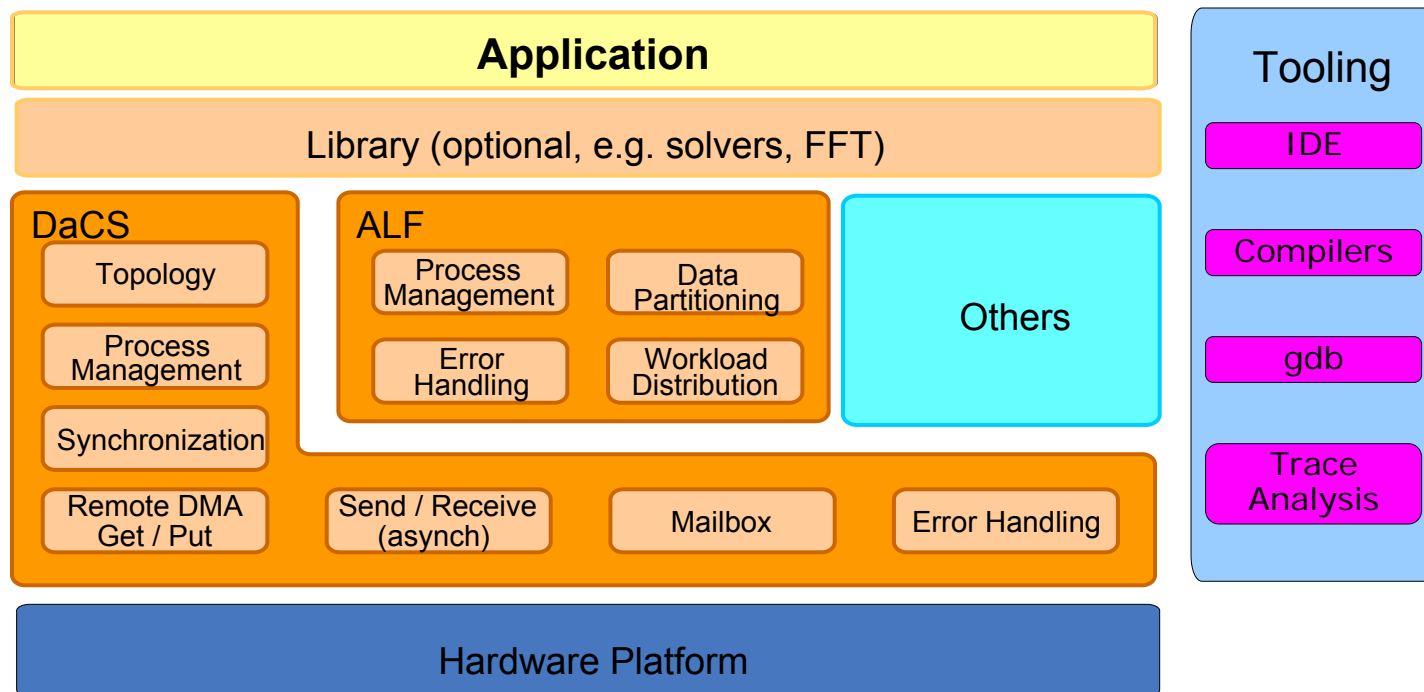 Application
Library (optional, e.g. solvers, FFT)
DaCS
Topology
Process
Management
Synchronization
Remote DMA
Get / Put
Send / Receive
(asynch)
Mailbox
Error Handling
ALF
Process
Management
Data
Partitioning
Error
Handling
Workload
Distribution
Others
Hardware Platform
Tooling
IDE
Compilers
gdb
Trace
Analysis